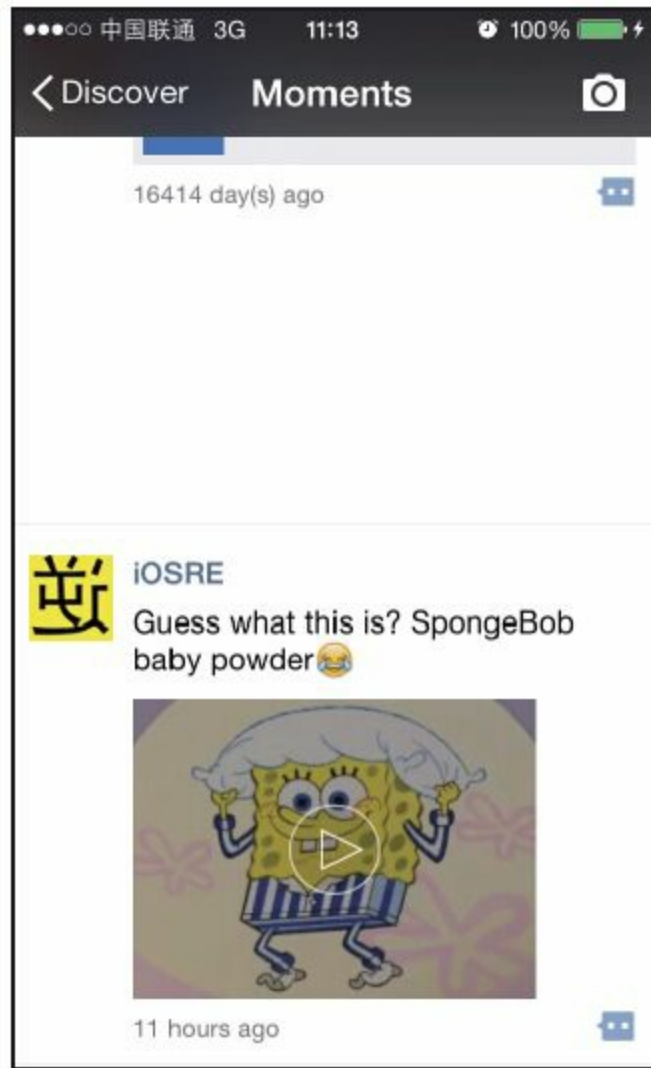 中国联通 3G 11:13 100%
Discover Moments
16414 day(s) ago
逆
iOSRE
Guess what this is? SpongeBob
baby powder😂
11 hours ago